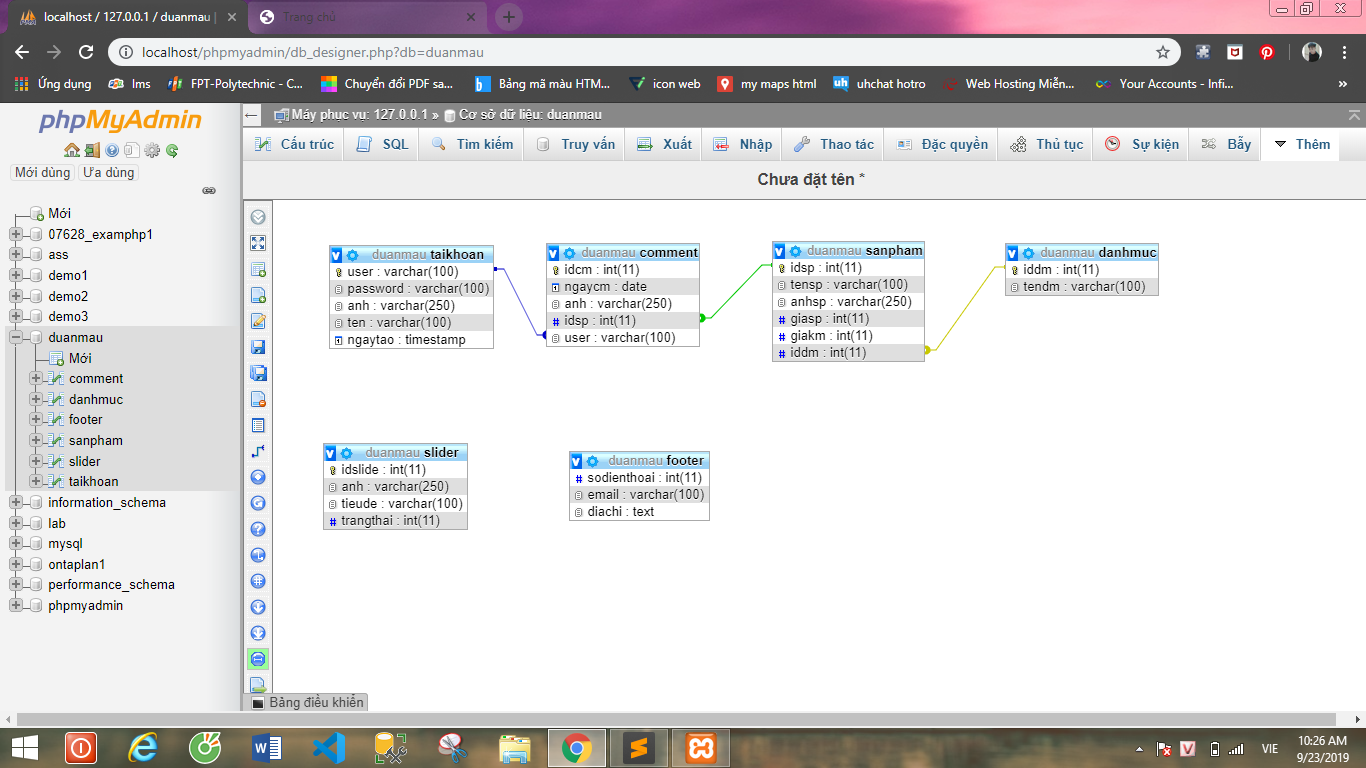 localhost / 127.0.0.1 / duanmau |
Trang chủ
localhost/phpmyadmin/db_designer.php?db=duanmau
Ứng dụng
lms
FPT-Polytechnic - C...
Chuyển đổi PDF sa...
Bảng mã màu HTM...
icon web
my maps html
uhchat hotro
Web Hosting Miễn...
Your Accounts - Infi...
»
phpMyAdmin
Mới dùng
Ưa dùng
Mới
07628_examphp1
ass
demo1
demo2
demo3
duanmau
Mới
comment
danhmuc
footer
sanpham
slider
taikhoan
information_schema
lab
mysql
ontaplan1
performance_schema
phpmyadmin
Máy phục vụ: 127.0.0.1 » Cơ sở dữ liệu: duanmau
Cấu trúc
SQL
Tìm kiếm
Truy vấn
Xuất
Nhập
Thao tác
Đặc quyền
Thủ tục
Sự kiện
Bẫy
Thêm
Chưa đặt tên *
duanmau taikhoan
user : varchar(100)
password : varchar(100)
anh : varchar(250)
ten : varchar(100)
ngaytao : timestamp
duanmau comment
idcm : int(11)
ngaycm : date
anh : varchar(250)
idsp : int(11)
user : varchar(100)
duanmau sanpham
idsp : int(11)
tensp : varchar(100)
anhsp : varchar(250)
giasp : int(11)
giakm : int(11)
iddm : int(11)
duanmau danhmuc
iddm : int(11)
tendm : varchar(100)
duanmau slider
idslide : int(11)
anh : varchar(250)
tieude : varchar(100)
trangthai : int(11)
duanmau footer
sodienthoai : int(11)
email : varchar(100)
diachi : text
Bảng điều khiển
VIE
10:26 AM
9/23/2019